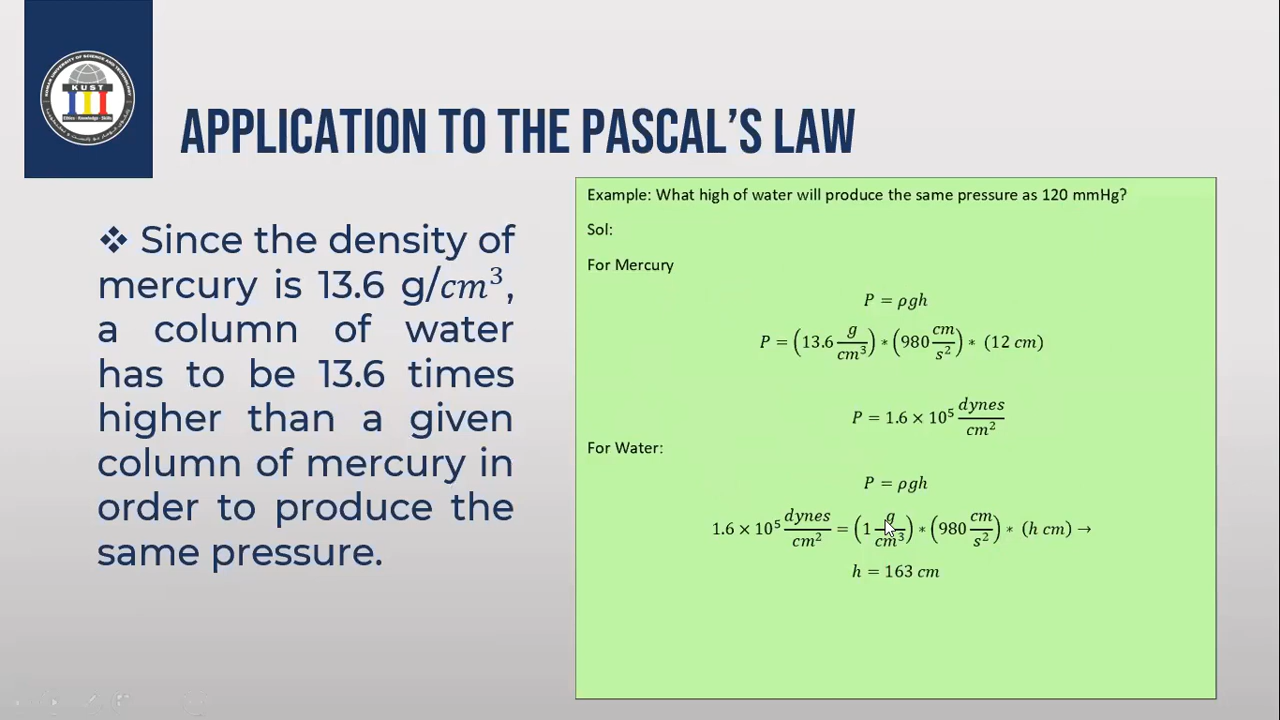 KUST
APPLICATION TO THE PASCAL'S LAW
❖ Since the density of
mercury is 13.6 g/cm³,
a column of water
has to be 13.6 times
higher than a given
column of mercury in
order to produce the
same pressure.
Example: What high of water will produce the same pressure as 120 mmHg?
Sol:
For Mercury
P = ρgh
P = (13.6 g/cm³) * (980 cm/s²) * (12 cm)
P = 1.6 × 10⁵ dynes/cm²
For Water:
P = ρgh
1.6 × 10⁵ dynes/cm² = (1 g/cm³) * (980 cm/s²) * (h cm) →
h = 163 cm